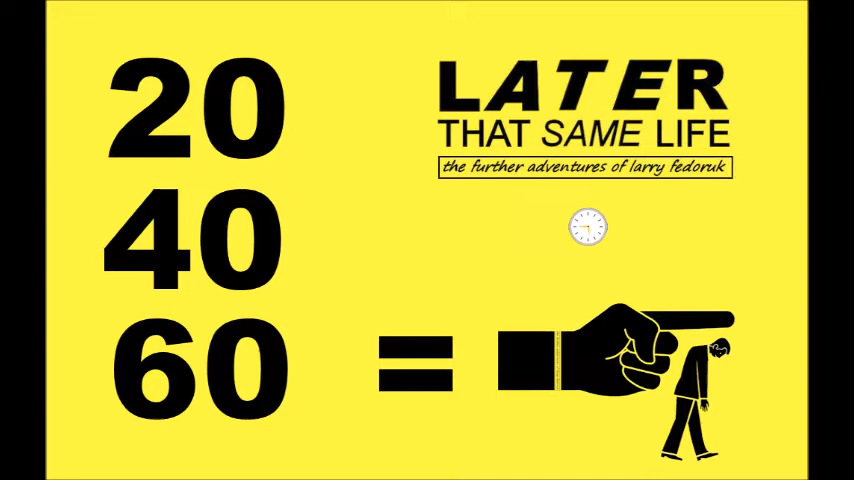 20
40
60 =
LATER
THAT SAME LIFE
the further adventures of larry fedoruk